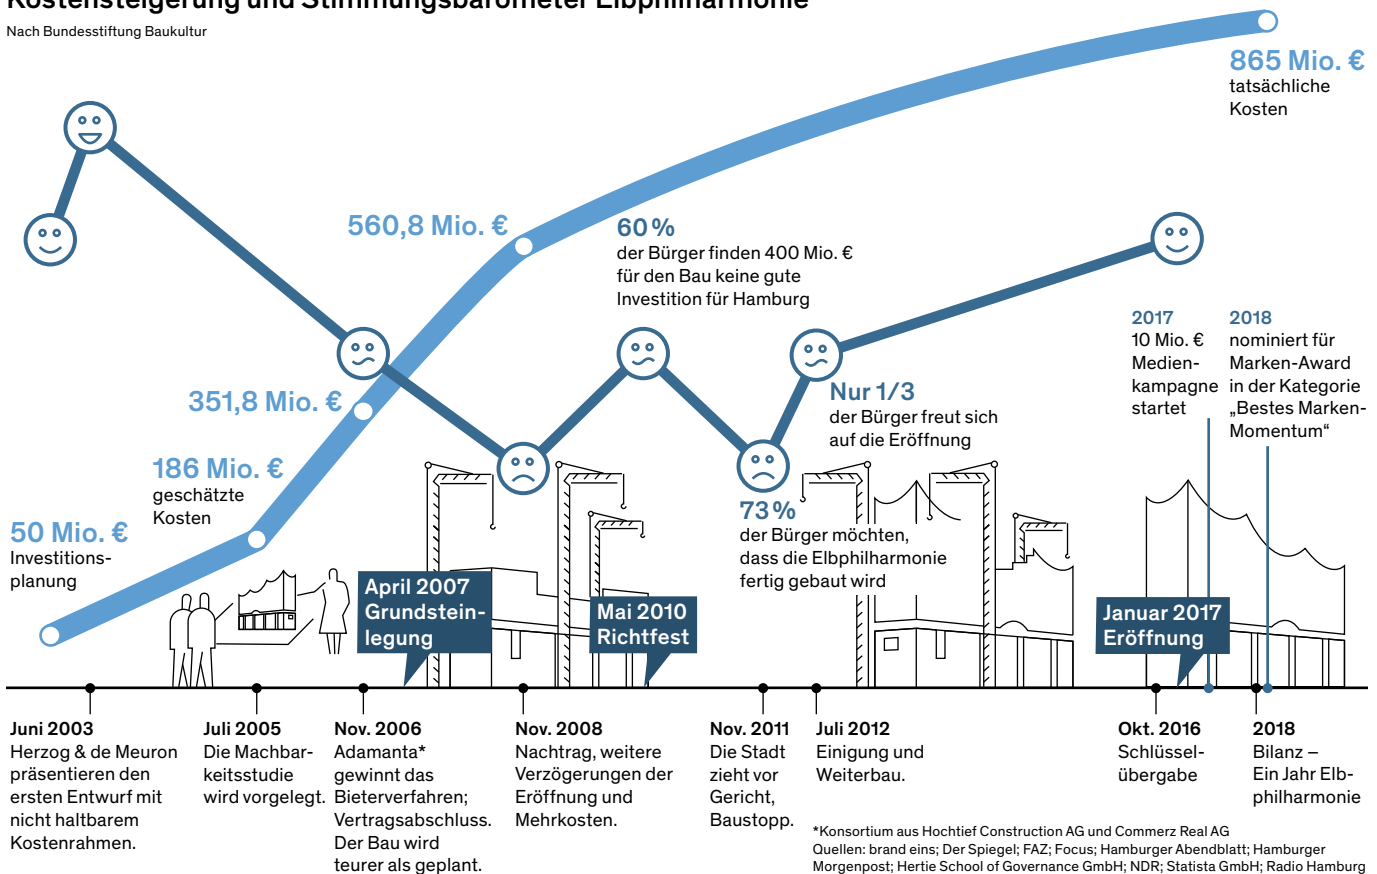 Kostensteigerung und Stimmungsbarometer Elbphilharmonie
Nach Bundesstiftung Baukultur
865 Mio. €
tatsächliche
Kosten
560,8 Mio. €
60 %
der Bürger finden 400 Mio. €
für den Bau keine gute
Investition für Hamburg
2017
10 Mio. €
Medien-
kampagne
startet
2018
nominiert für
Marken-Award
in der Kategorie
„Bestes Marken-
Momentum“
351,8 Mio. €
Nur 1/3
der Bürger freut sich
auf die Eröffnung
186 Mio. €
geschätzte
Kosten
73 %
der Bürger möchten,
dass die Elbphilharmonie
fertig gebaut wird
50 Mio. €
Investitions-
planung
April 2007
Grundstein-
legung
Mai 2010
Richtfest
Januar 2017
Eröffnung
Juni 2003
Herzog & de Meuron
präsentieren den
ersten Entwurf mit
nicht haltbarem
Kostenrahmen.
Juli 2005
Die Machbar-
keitsstudie
wird vorgelegt.
Nov. 2006
Adamanta*
gewinnt das
Bieterverfahren;
Vertragsabschluss.
Der Bau wird
teurer als geplant.
Nov. 2008
Nachtrag, weitere
Verzögerungen der
Eröffnung und
Mehrkosten.
Nov. 2011
Die Stadt
zieht vor
Gericht,
Baustopp.
Juli 2012
Einigung und
Weiterbau.
Okt. 2016
Schlüssel-
übergabe
2018
Bilanz –
Ein Jahr Elb-
philharmonie
*Konsortium aus Hochtief Construction AG und Commerz Real AG
Quellen: brand eins; Der Spiegel; FAZ; Focus; Hamburger Abendblatt; Hamburger
Morgenpost; Hertie School of Governance GmbH; NDR; Statista GmbH; Radio Hamburg